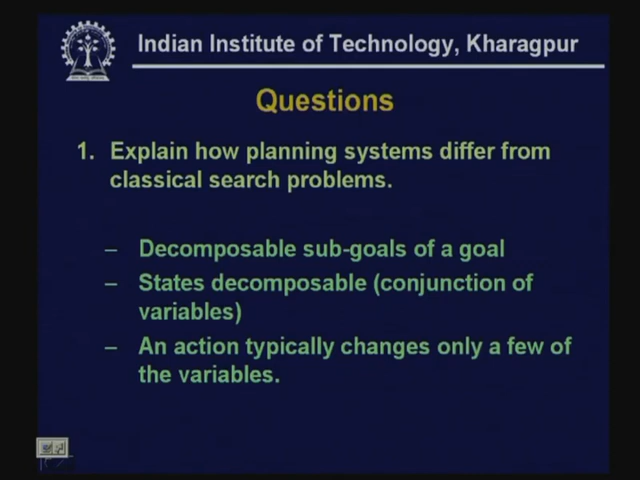 Indian Institute of Technology, Kharagpur
Questions
1. Explain how planning systems differ from
classical search problems.
– Decomposable sub-goals of a goal
– States decomposable (conjunction of
variables)
– An action typically changes only a few of
the variables.